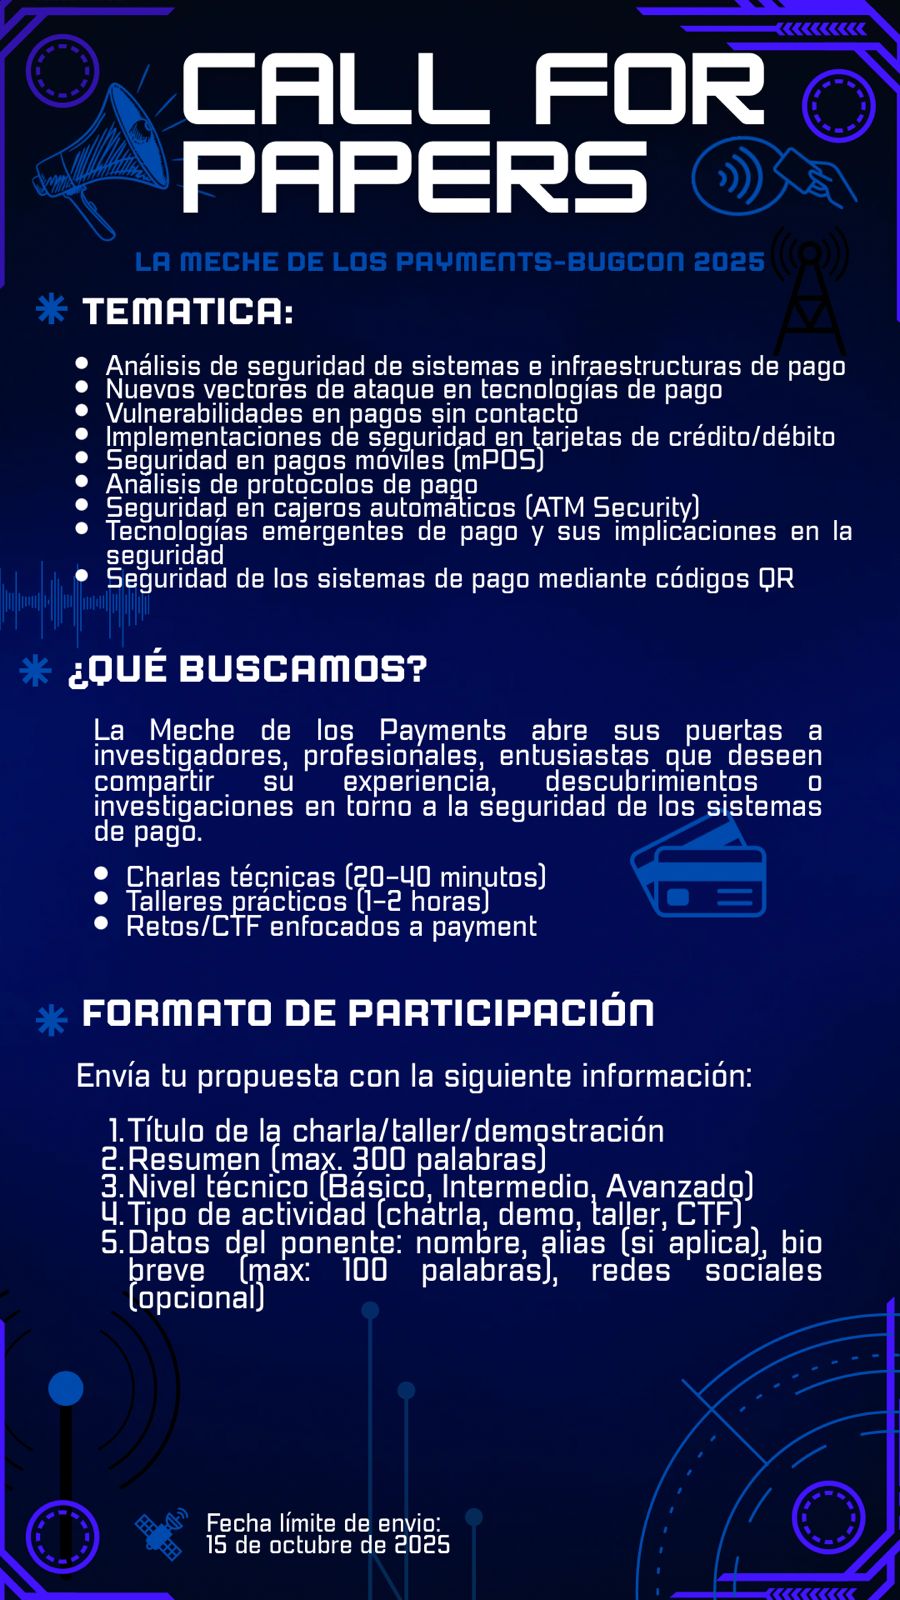 CALL FOR
PAPERS
LA MECHE DE LOS PAYMENTS-BUGCON 2025
TEMATICA:
Análisis de seguridad de sistemas e infraestructuras de pago
Nuevos vectores de ataque en tecnologías de pago
Vulnerabilidades en pagos sin contacto
Implementaciones de seguridad en tarjetas de crédito/débito
Seguridad en pagos móviles (mPOS)
Análisis de protocolos de pago
Seguridad en cajeros automáticos (ATM Security)
Tecnologías emergentes de pago y sus implicaciones en la
seguridad
Seguridad de los sistemas de pago mediante códigos QR
¿QUÉ BUSCAMOS?
La Meche de los Payments abre sus puertas a
investigadores, profesionales, entusiastas que deseen
compartir su experiencia, descubrimientos o
investigaciones en torno a la seguridad de los sistemas
de pago.
Charlas técnicas (20-40 minutos)
Talleres prácticos (1-2 horas)
Retos/CTF enfocados a payment
FORMATO DE PARTICIPACIÓN
Envía tu propuesta con la siguiente información:
1. Título de la charla/taller/demostración
2. Resumen (max. 300 palabras)
3. Nivel técnico (Básico, Intermedio, Avanzado)
4. Tipo de actividad (chatrla, demo, taller, CTF)
5. Datos del ponente: nombre, alias (si aplica), bio
breve (max: 100 palabras), redes sociales
(opcional)
Fecha límite de envio:
15 de octubre de 2025